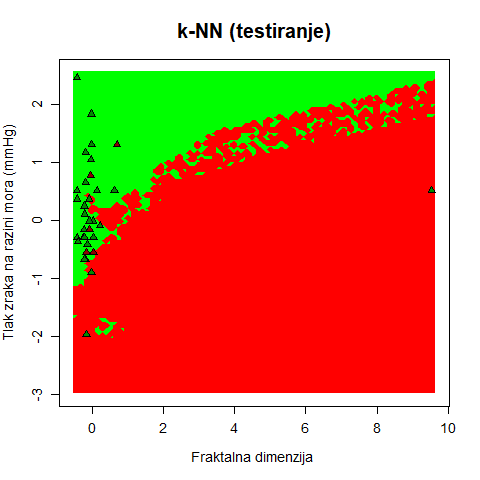 k-NN (testiranje)
Tlak zraka na razini mora (mmHg)
2
1
0
-1
-2
-3
0 2 4 6 8 10
Fraktalna dimenzija